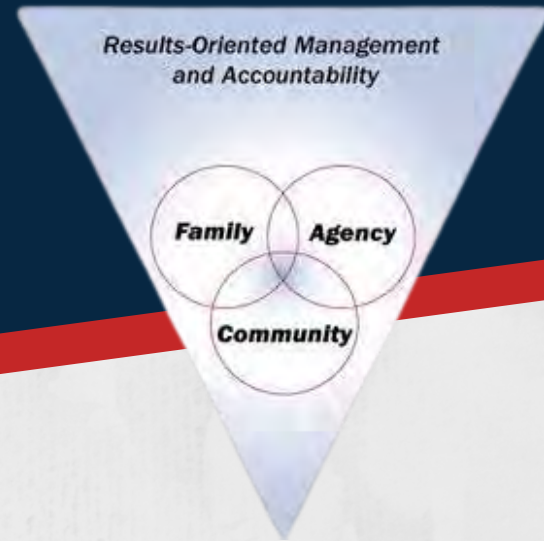 Results-Oriented Management
and Accountability
Family
Agency
Community